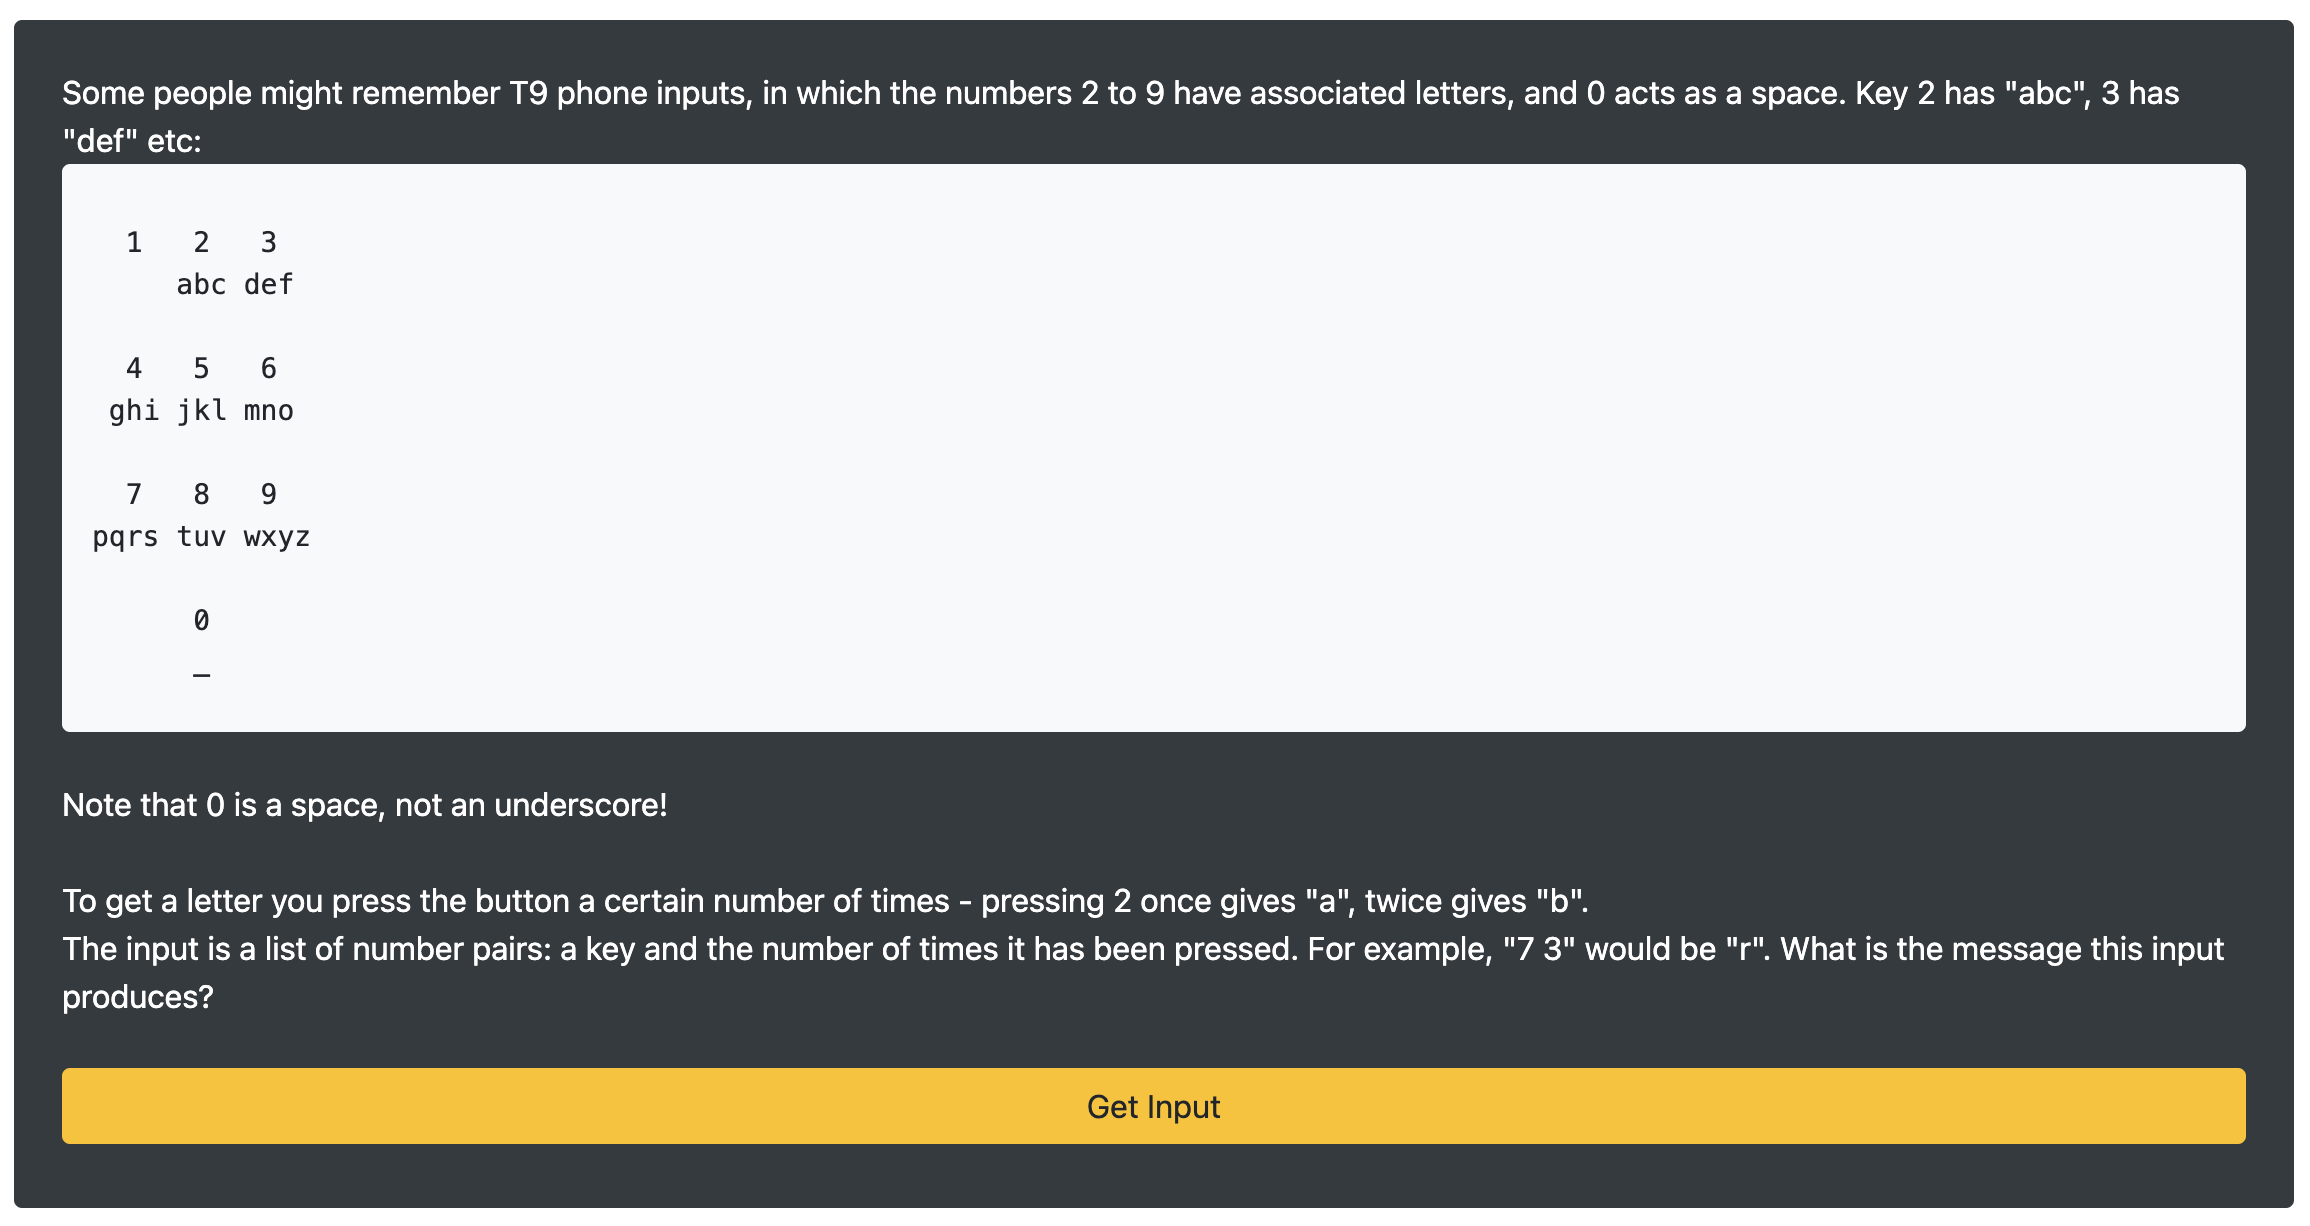 Some people might remember T9 phone inputs, in which the numbers 2 to 9 have associated letters, and 0 acts as a space. Key 2 has "abc", 3 has
"def" etc:
1 2 3
abc def
4 5 6
ghi jkl mno
7 8 9
pqrs tuv wxyz
0
_
Note that 0 is a space, not an underscore!
To get a letter you press the button a certain number of times - pressing 2 once gives "a", twice gives "b".
The input is a list of number pairs: a key and the number of times it has been pressed. For example, "7 3" would be "r". What is the message this input
produces?
Get Input